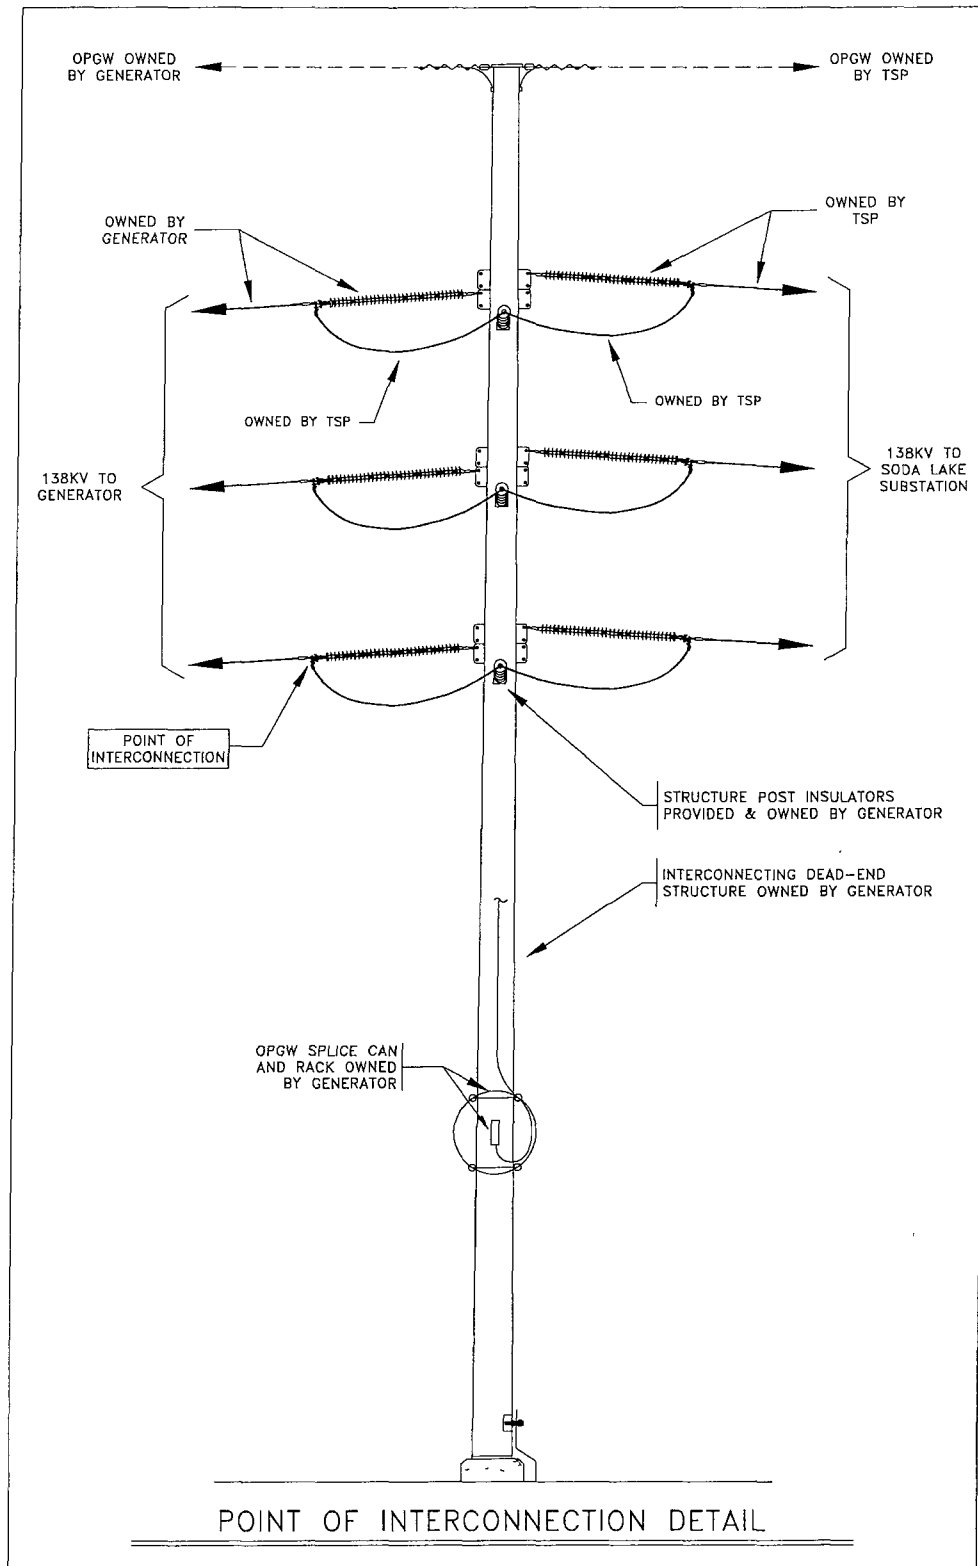 OPGW OWNED
BY GENERATOR
OPGW OWNED
BY TSP
OWNED BY
GENERATOR
OWNED BY
TSP
OWNED BY TSP
OWNED BY TSP
138KV TO
GENERATOR
138KV TO
SODA LAKE
SUBSTATION
POINT OF
INTERCONNECTION
STRUCTURE POST INSULATORS
PROVIDED & OWNED BY GENERATOR
INTERCONNECTING DEAD-END
STRUCTURE OWNED BY GENERATOR
OPGW SPLICE CAN
AND RACK OWNED
BY GENERATOR
POINT OF INTERCONNECTION DETAIL